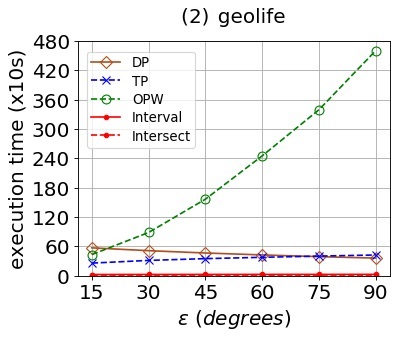 (2) geolife
execution time (x10s)
480
420
360
300
240
180
120
60
0
DP
TP
OPW
Interval
Intersect
15 30 45 60 75 90
ε (degrees)